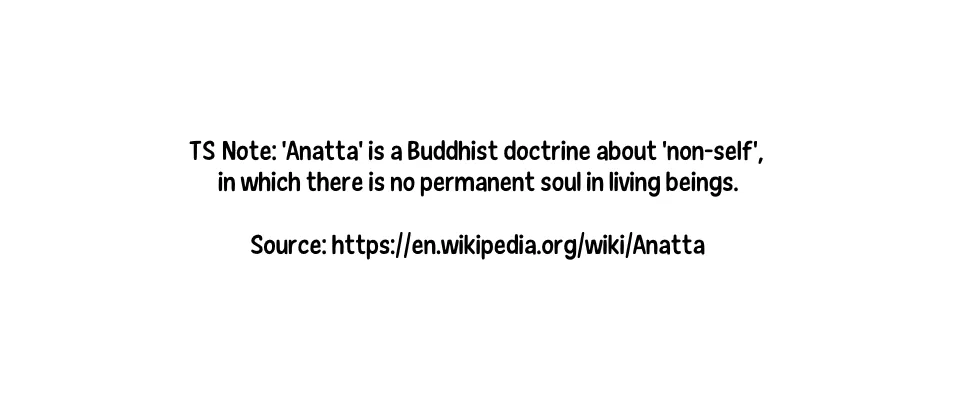 TS Note: 'Anatta' is a Buddhist doctrine about 'non-self',
in which there is no permanent soul in living beings.
Source: https://en.wikipedia.org/wiki/Anatta